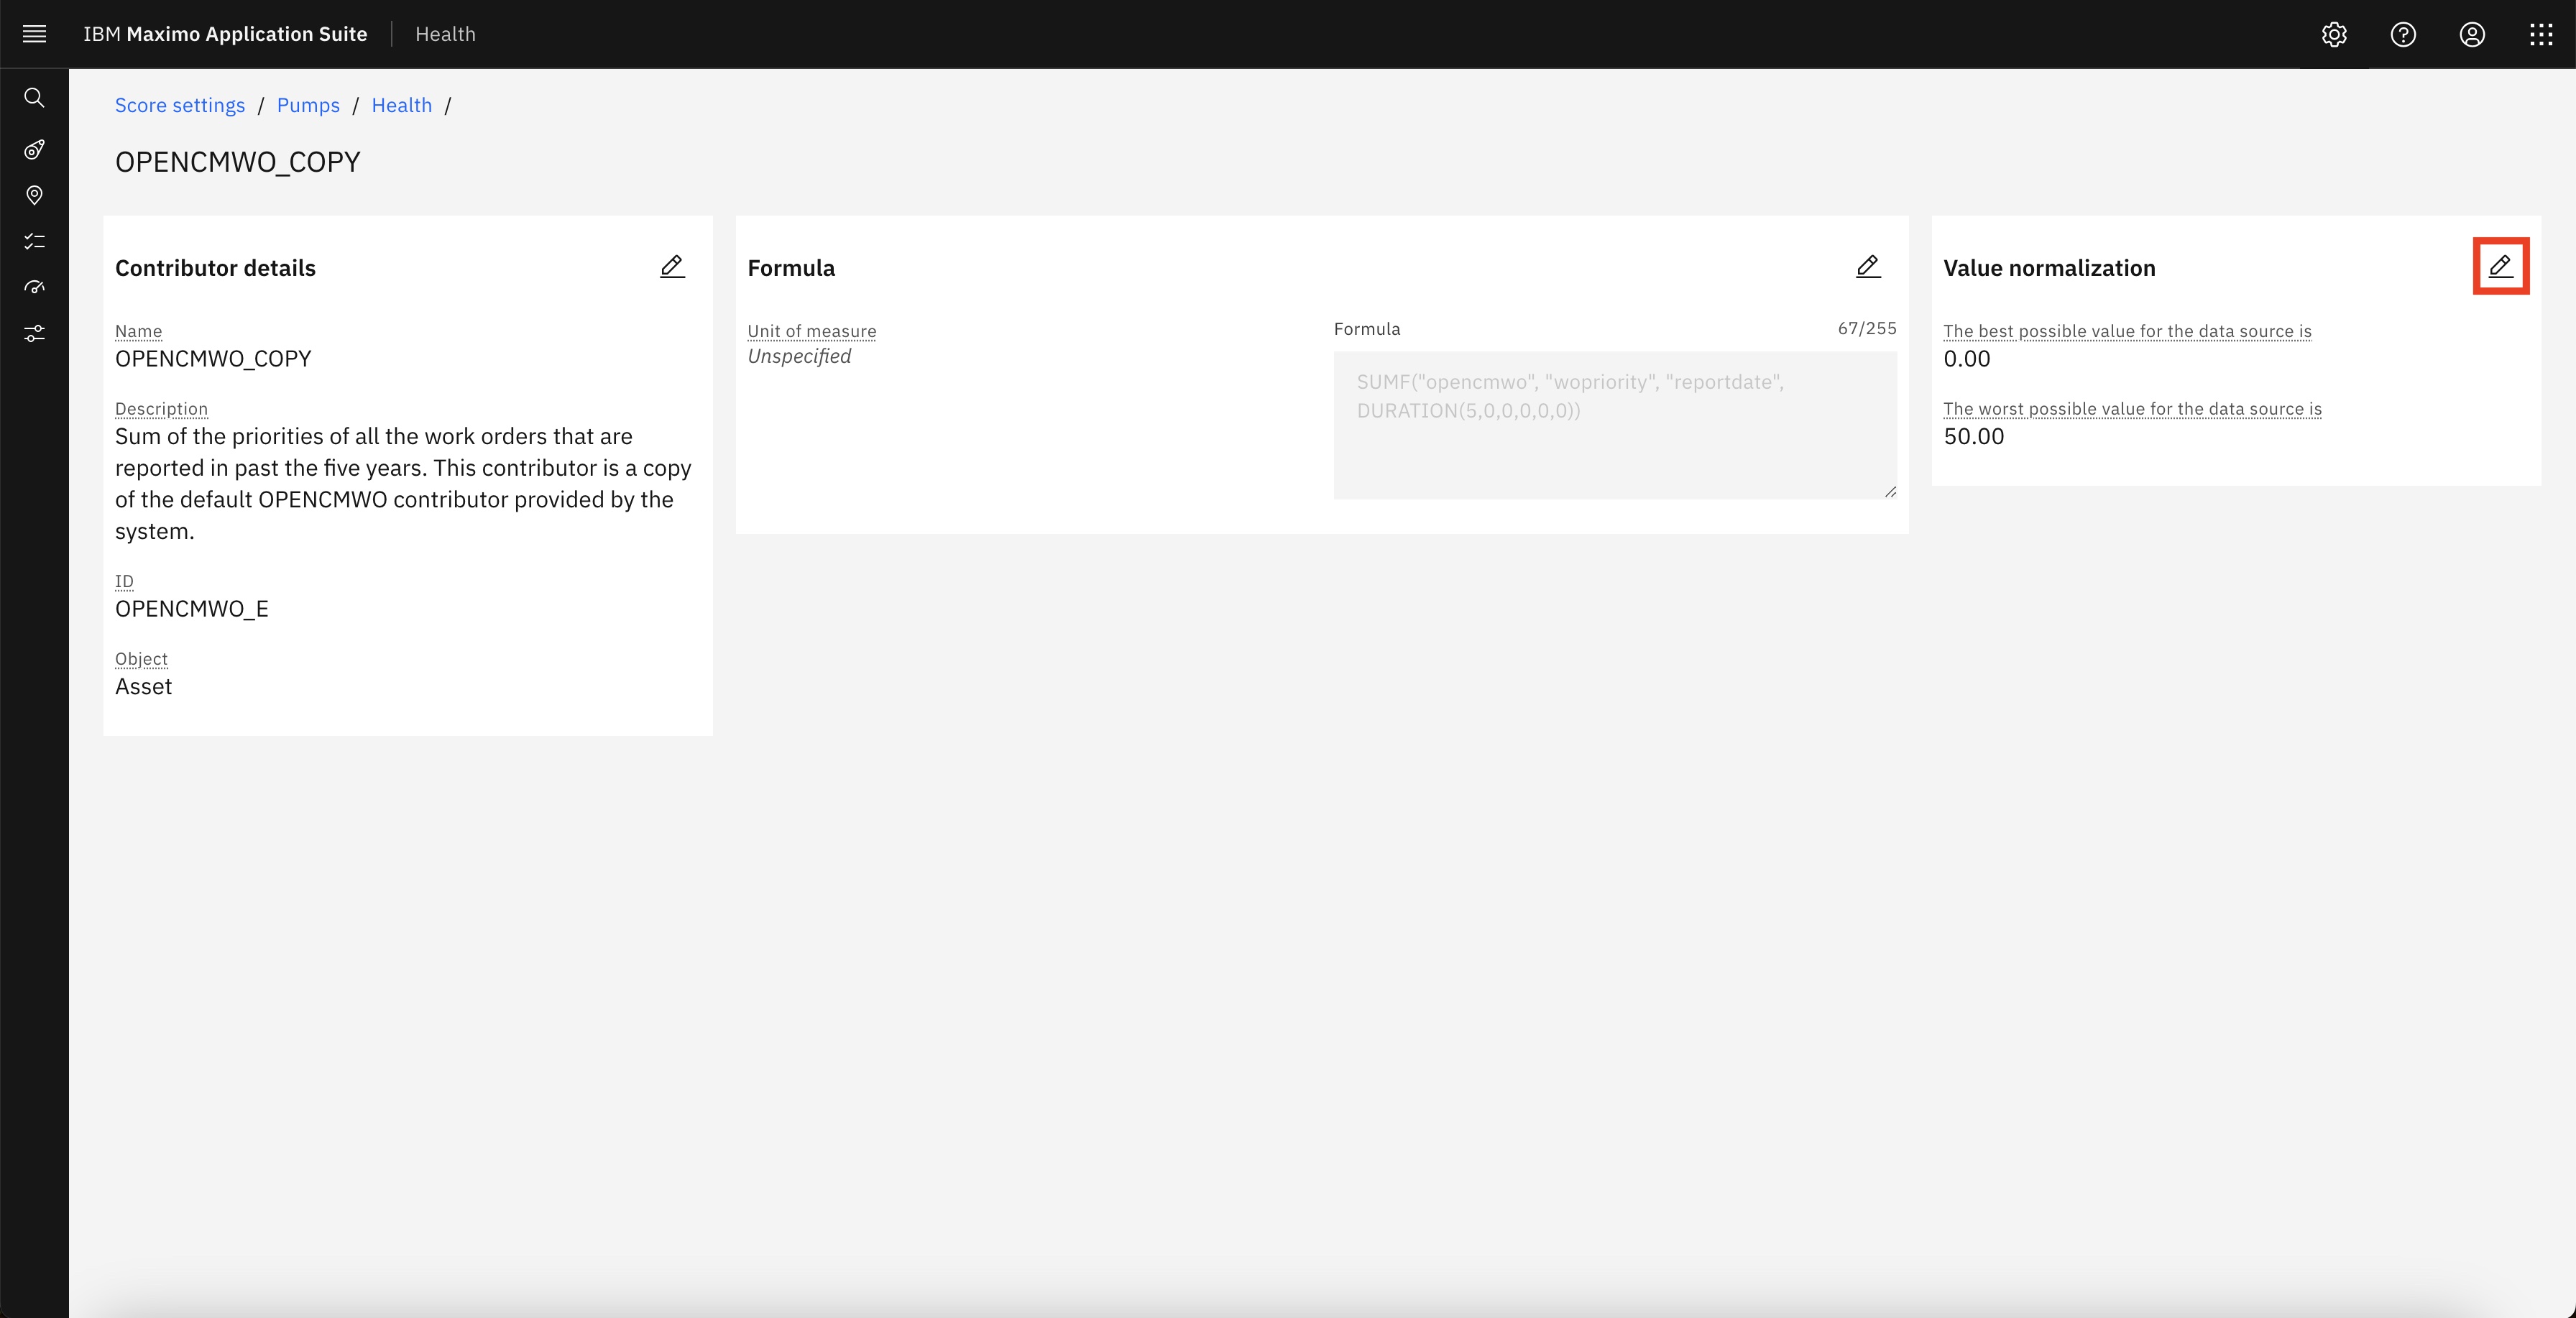 IBM Maximo Application Suite Health
Score settings / Pumps / Health /
OPENCMWO_COPY
Contributor details
Name
OPENCMWO_COPY
Description
Sum of the priorities of all the work orders that are
reported in past the five years. This contributor is a copy
of the default OPENCMWO contributor provided by the
system.
ID
OPENCMWO_E
Object
Asset
Formula
Unit of measure
Unspecified
Formula 67/255
SUMF("opencmwo", "wopriority", "reportdate",
DURATION(5,0,0,0,0,0))
Value normalization
The best possible value for the data source is
0.00
The worst possible value for the data source is
50.00